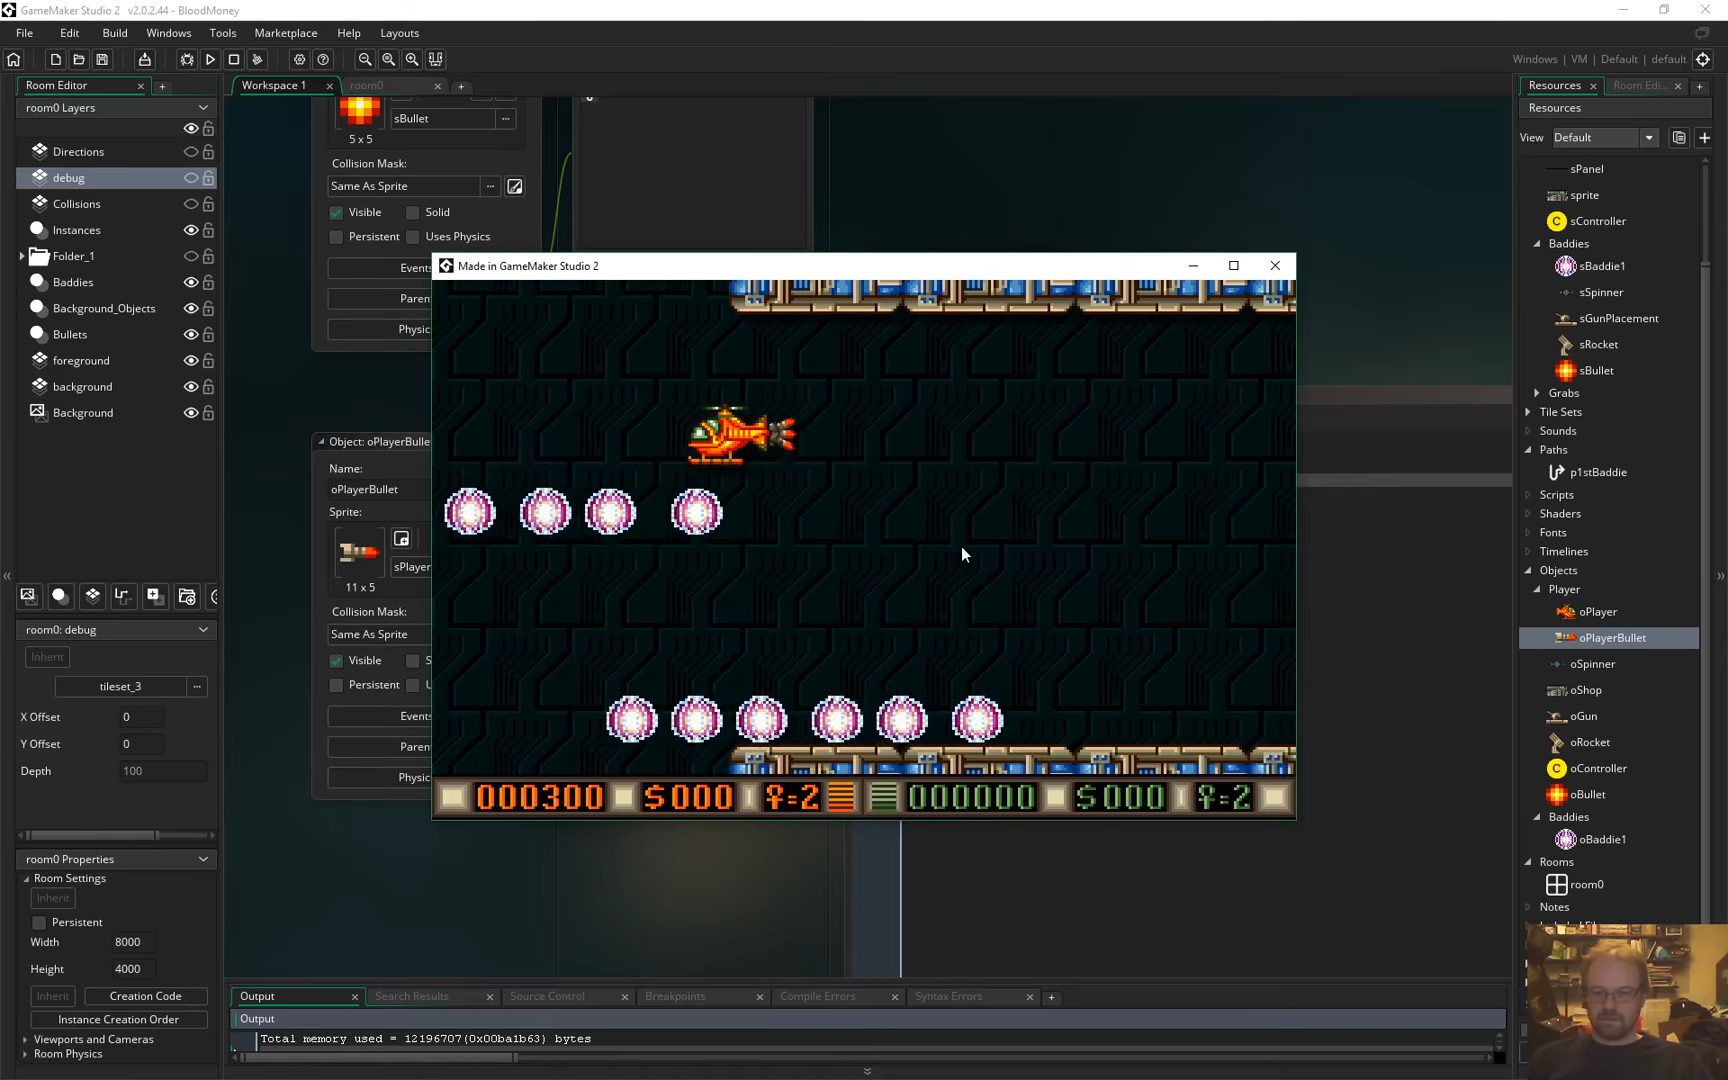 GameMaker Studio 2 v2.0.2.44 - BloodMoney
File Edit Build Windows Tools Marketplace Help Layouts
Windows | VM | Default | default
Room Editor
room0 Layers
Directions
debug
Collisions
Instances
Folder_1
Baddies
Background_Objects
Bullets
foreground
background
Background
room0: debug
Inherit
tileset_3
X Offset 0
Y Offset 0
Depth 100
room0 Properties
Room Settings
Inherit
Persistent
Width 8000
Height 4000
Inherit Creation Code
Instance Creation Order
Viewports and Cameras
Room Physics
Workspace 1 room0
sBullet
5 x 5
Collision Mask:
Same As Sprite
Visible Solid
Persistent Uses Physics
Events
Paren
Physic
Object: oPlayerBullet
Name:
oPlayerBullet
Sprite:
sPlayer
11 x 5
Collision Mask:
Same As Sprite
Visible S
Persistent U
Events
Paren
Physic
Made in GameMaker Studio 2
000300 $000 =2 000000 $000 =2
Output Search Results Source Control Breakpoints Compile Errors Syntax Errors
Output
Total memory used = 12196707(0x00ba1b63) bytes
Resources Room Edi...
Resources
View Default
sPanel
sprite
C sController
Baddies
sBaddie1
sSpinner
sGunPlacement
sRocket
sBullet
Grabs
Tile Sets
Sounds
Paths
p1stBaddie
Scripts
Shaders
Fonts
Timelines
Objects
Player
oPlayer
oPlayerBullet
oSpinner
oShop
oGun
oRocket
C oController
oBullet
Baddies
oBaddie1
Rooms
room0
Notes